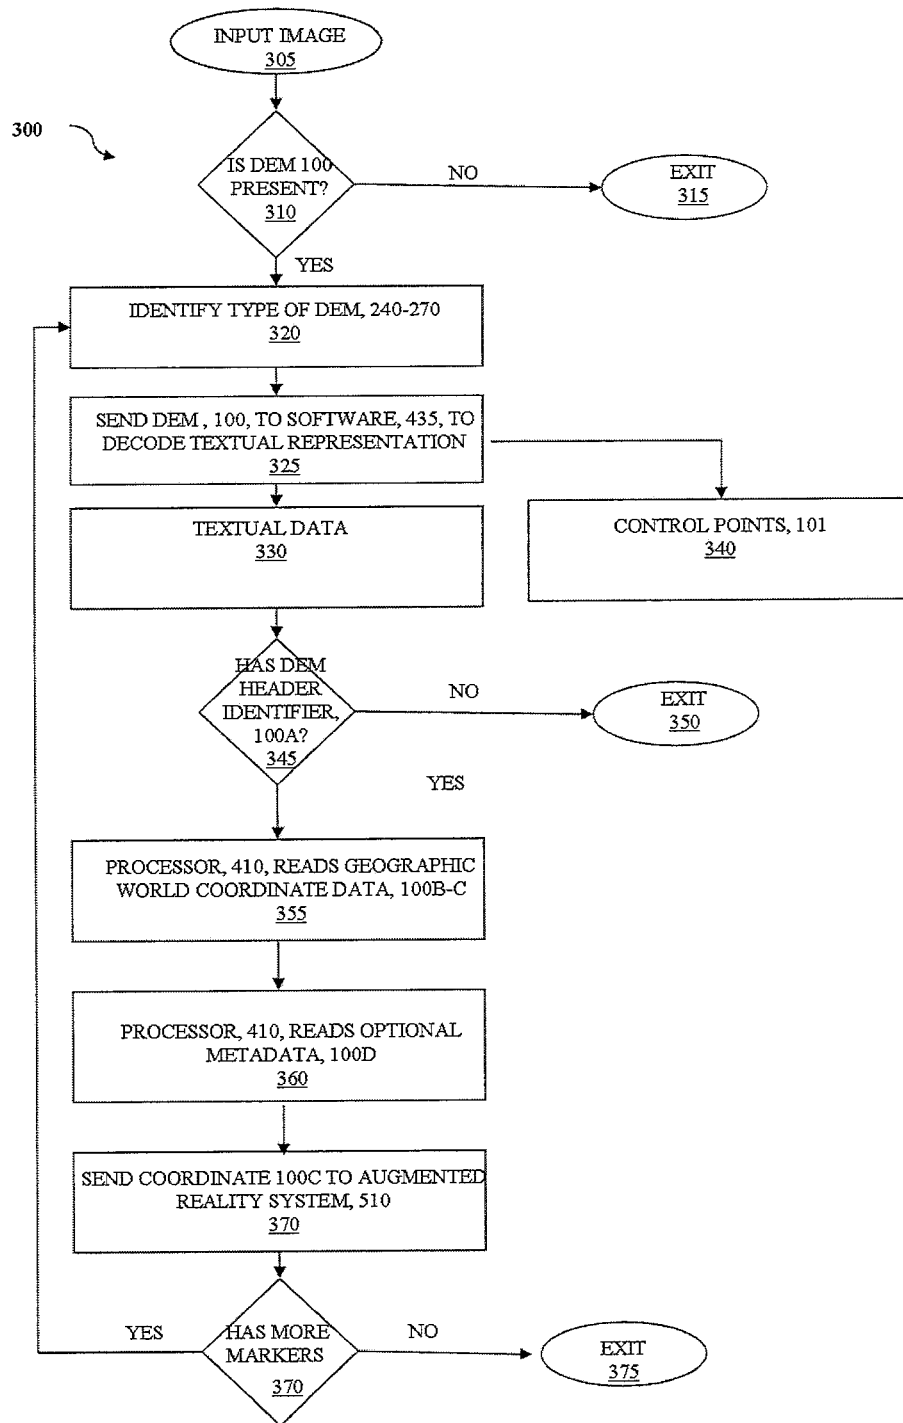 INPUT IMAGE
305
300
IS DEM 100
PRESENT?
310
NO
EXIT
315
YES
IDENTIFY TYPE OF DEM, 240-270
320
SEND DEM , 100, TO SOFTWARE, 435, TO
DECODE TEXTUAL REPRESENTATION
325
TEXTUAL DATA
330
CONTROL POINTS, 101
340
HAS DEM
HEADER
IDENTIFIER,
100A?
345
NO
EXIT
350
YES
PROCESSOR, 410, READS GEOGRAPHIC
WORLD COORDINATE DATA, 100B-C
355
PROCESSOR, 410, READS OPTIONAL
METADATA, 100D
360
SEND COORDINATE 100C TO AUGMENTED
REALITY SYSTEM, 510
370
YES
HAS MORE
MARKERS
370
NO
EXIT
375